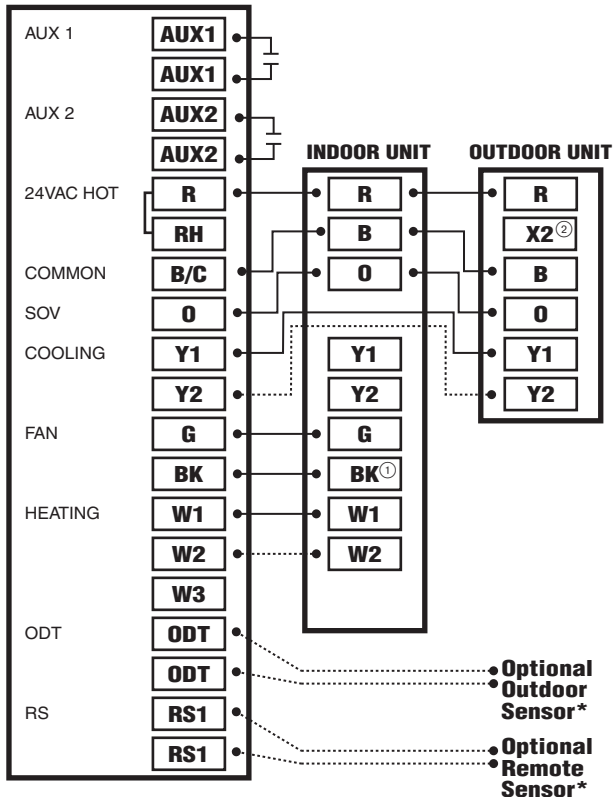 AUX 1 AUX1
AUX1
AUX 2 AUX2
AUX2
INDOOR UNIT OUTDOOR UNIT
24VAC HOT R R R
RH B X2②
COMMON B/C O B
SOV O O
COOLING Y1 Y1 Y1
Y2 Y2 Y2
FAN G G
BK BK①
HEATING W1 W1
W2 W2
W3
ODT ODT
ODT
Optional
Outdoor
Sensor*
RS RS1
RS1
Optional
Remote
Sensor*